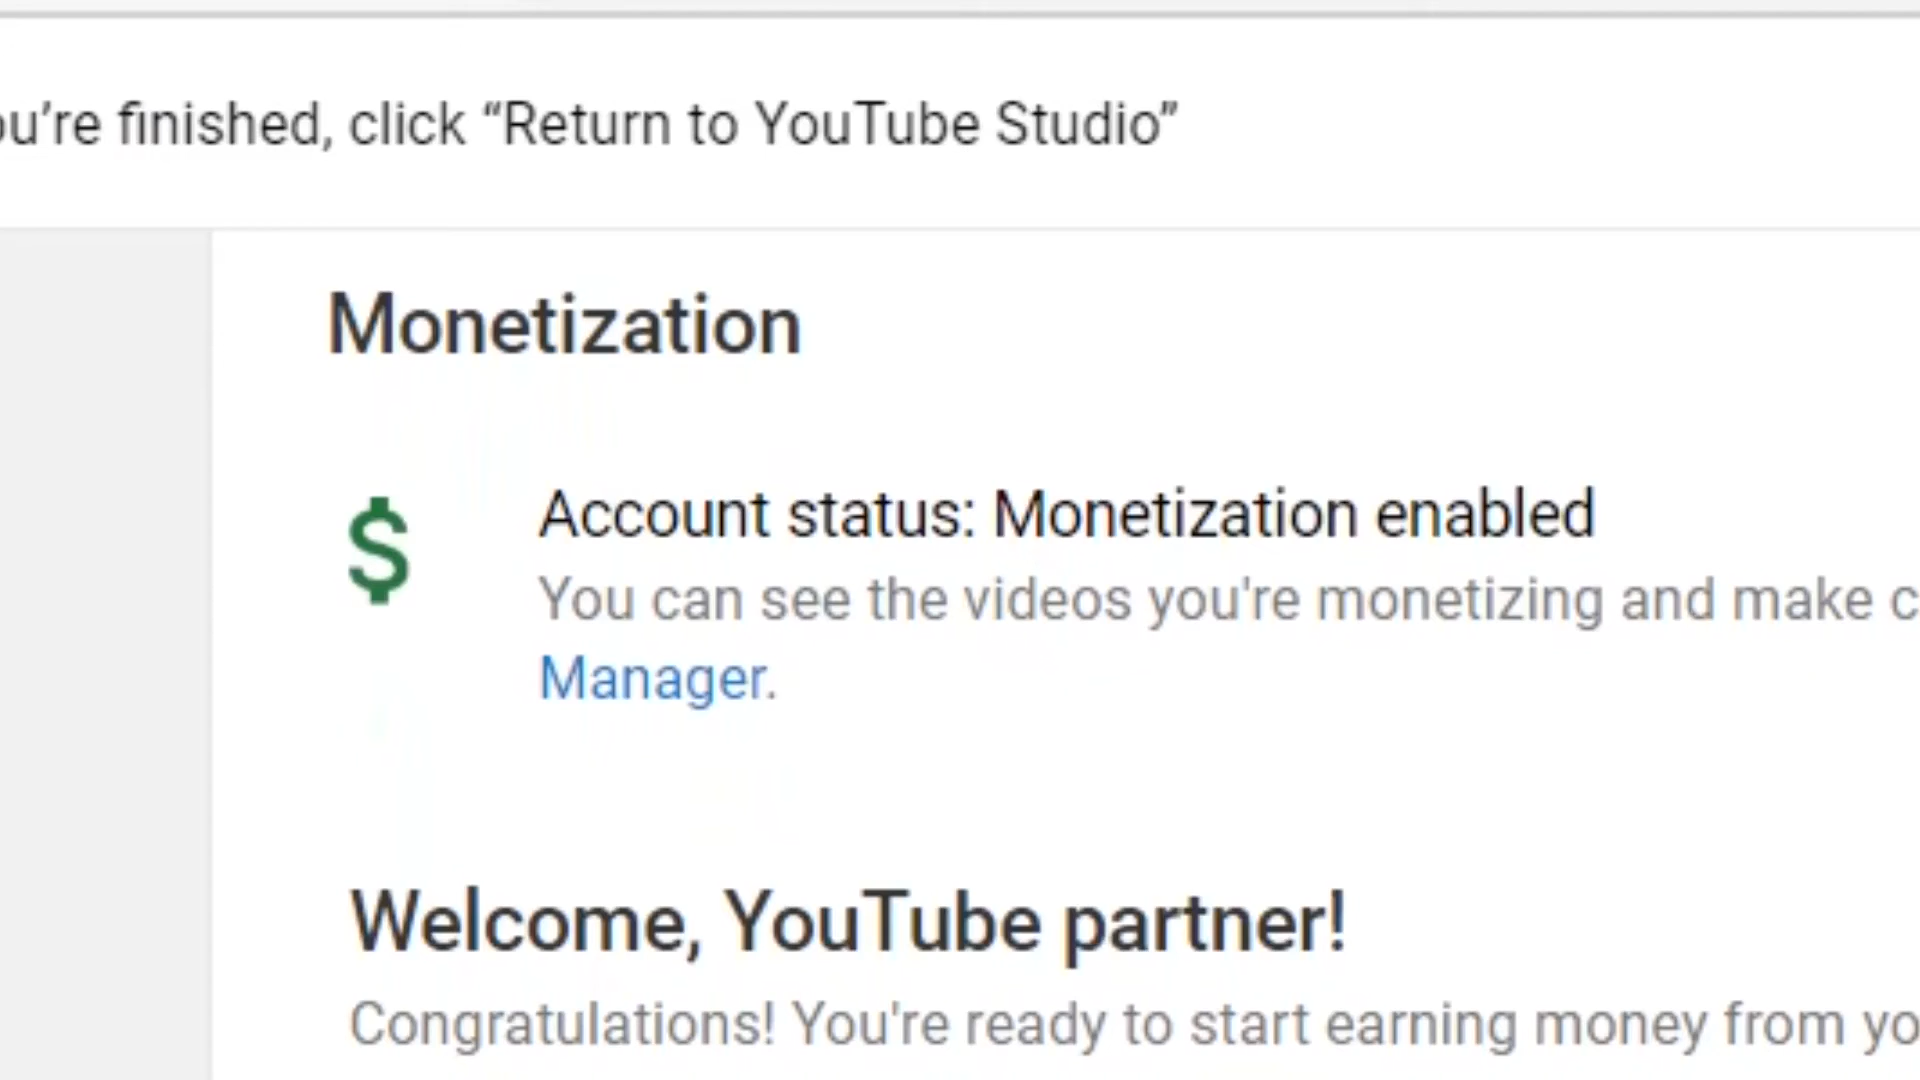 ou’re finished, click “Return to YouTube Studio”
Monetization
$
Account status: Monetization enabled
You can see the videos you're monetizing and make c
Manager.
Welcome, YouTube partner!
Congratulations! You're ready to start earning money from yo